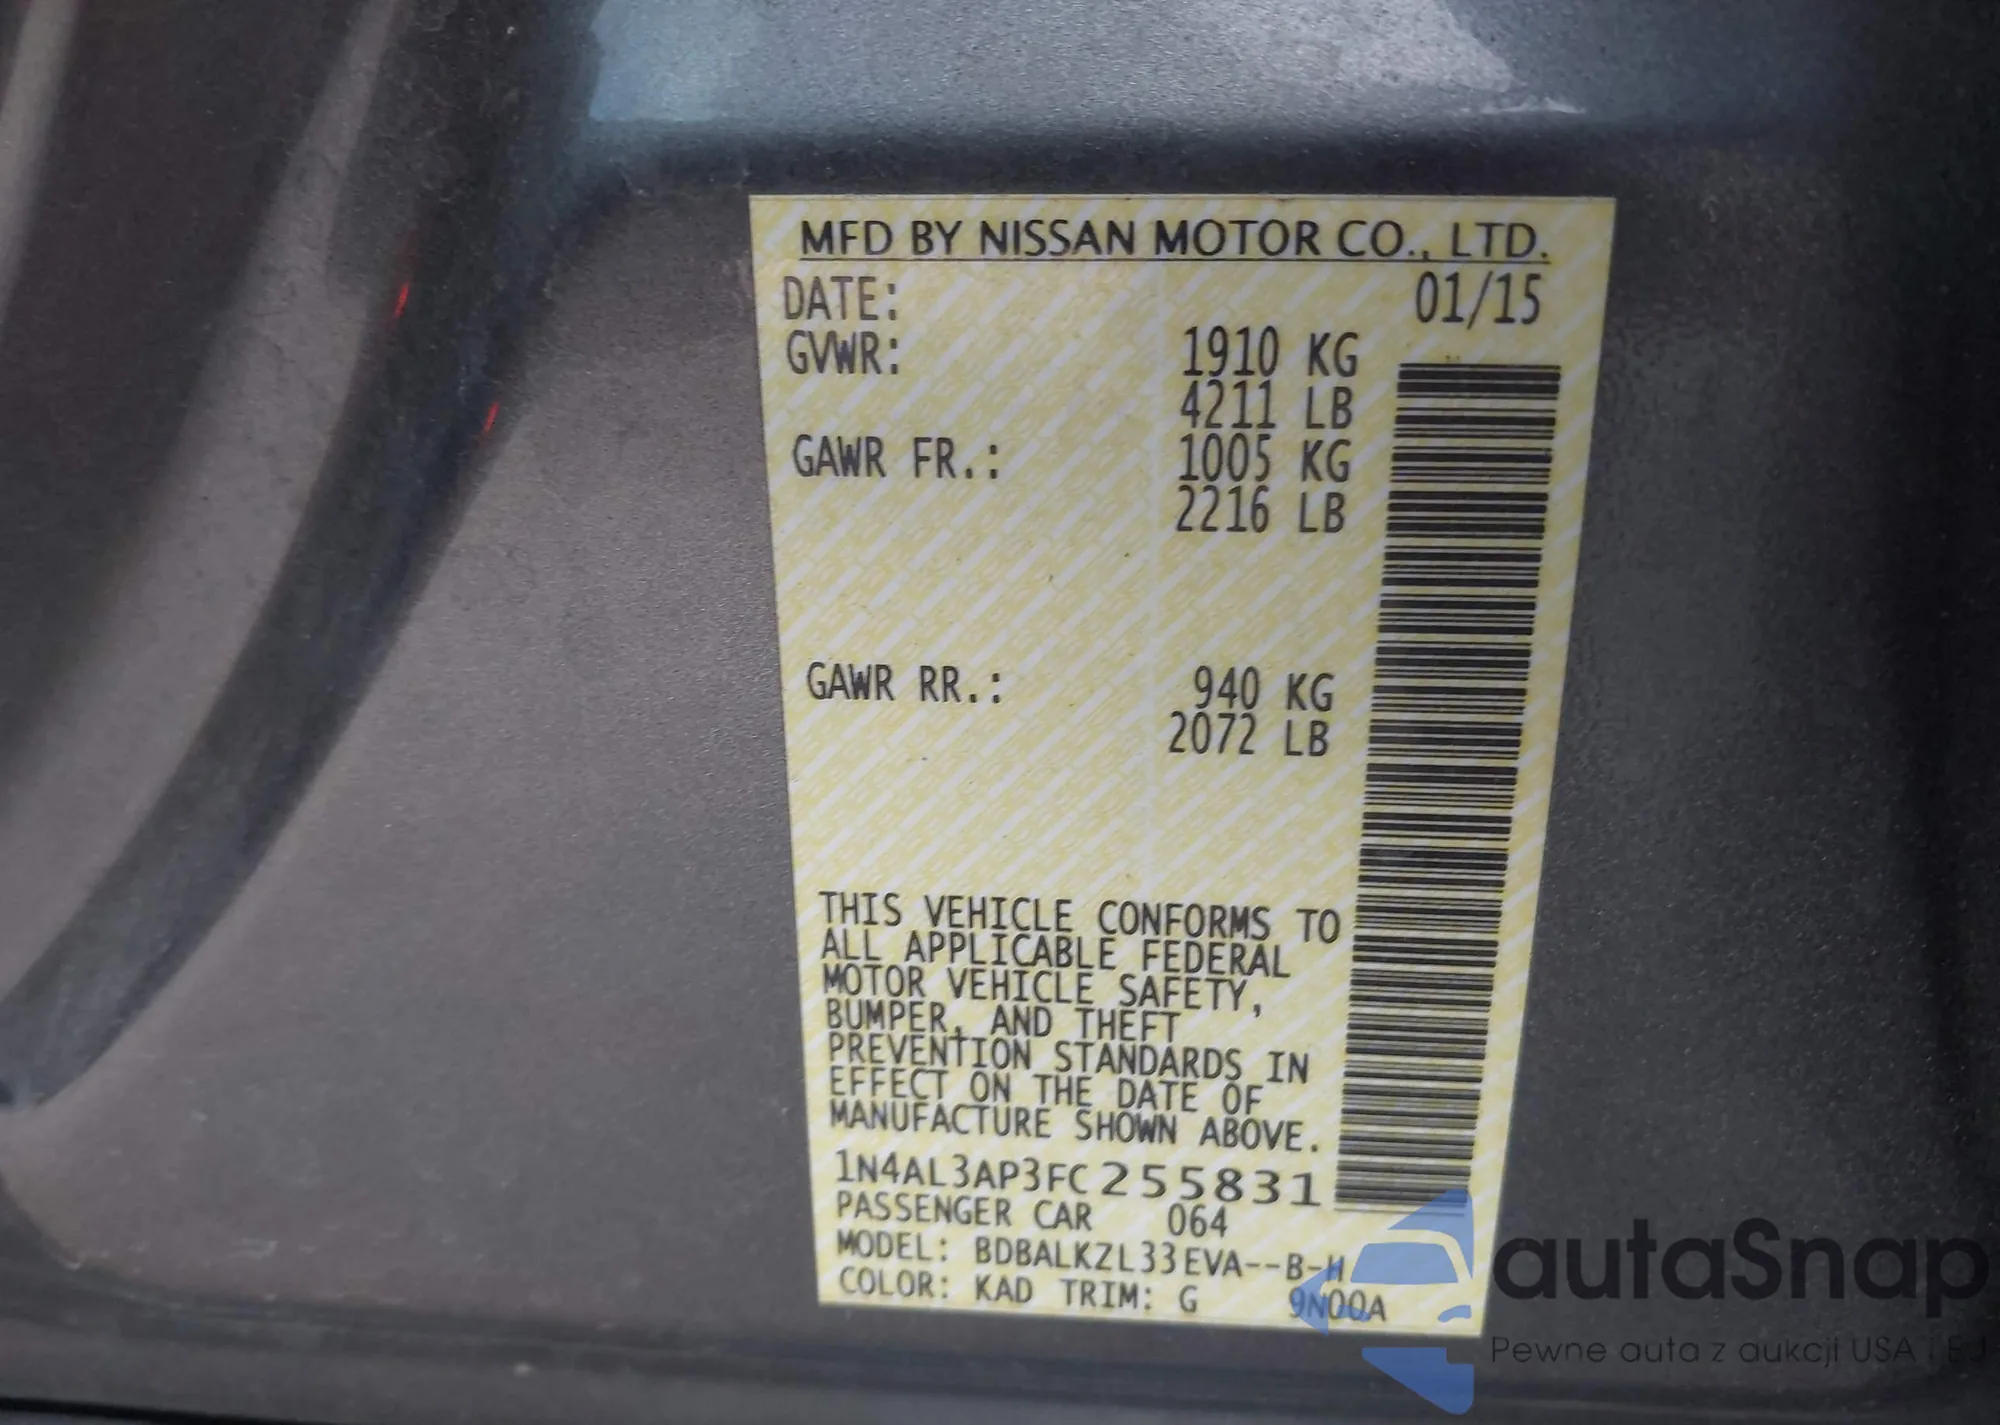 MFD BY NISSAN MOTOR CO., LTD.
DATE: 01/15
GVWR: 1910 KG
4211 LB
GAWR FR.: 1005 KG
2216 LB
GAWR RR.: 940 KG
2072 LB
THIS VEHICLE CONFORMS TO
ALL APPLICABLE FEDERAL
MOTOR VEHICLE SAFETY,
BUMPER, AND THEFT
PREVENTION STANDARDS IN
EFFECT ON THE DATE OF
MANUFACTURE SHOWN ABOVE.
1N4AL3AP3FC255831
PASSENGER CAR 064
MODEL: BDBALKZL33EVA--B-H
COLOR: KAD TRIM: G 9N00A
autaSnap
Pewne auta z aukcji USA i EU